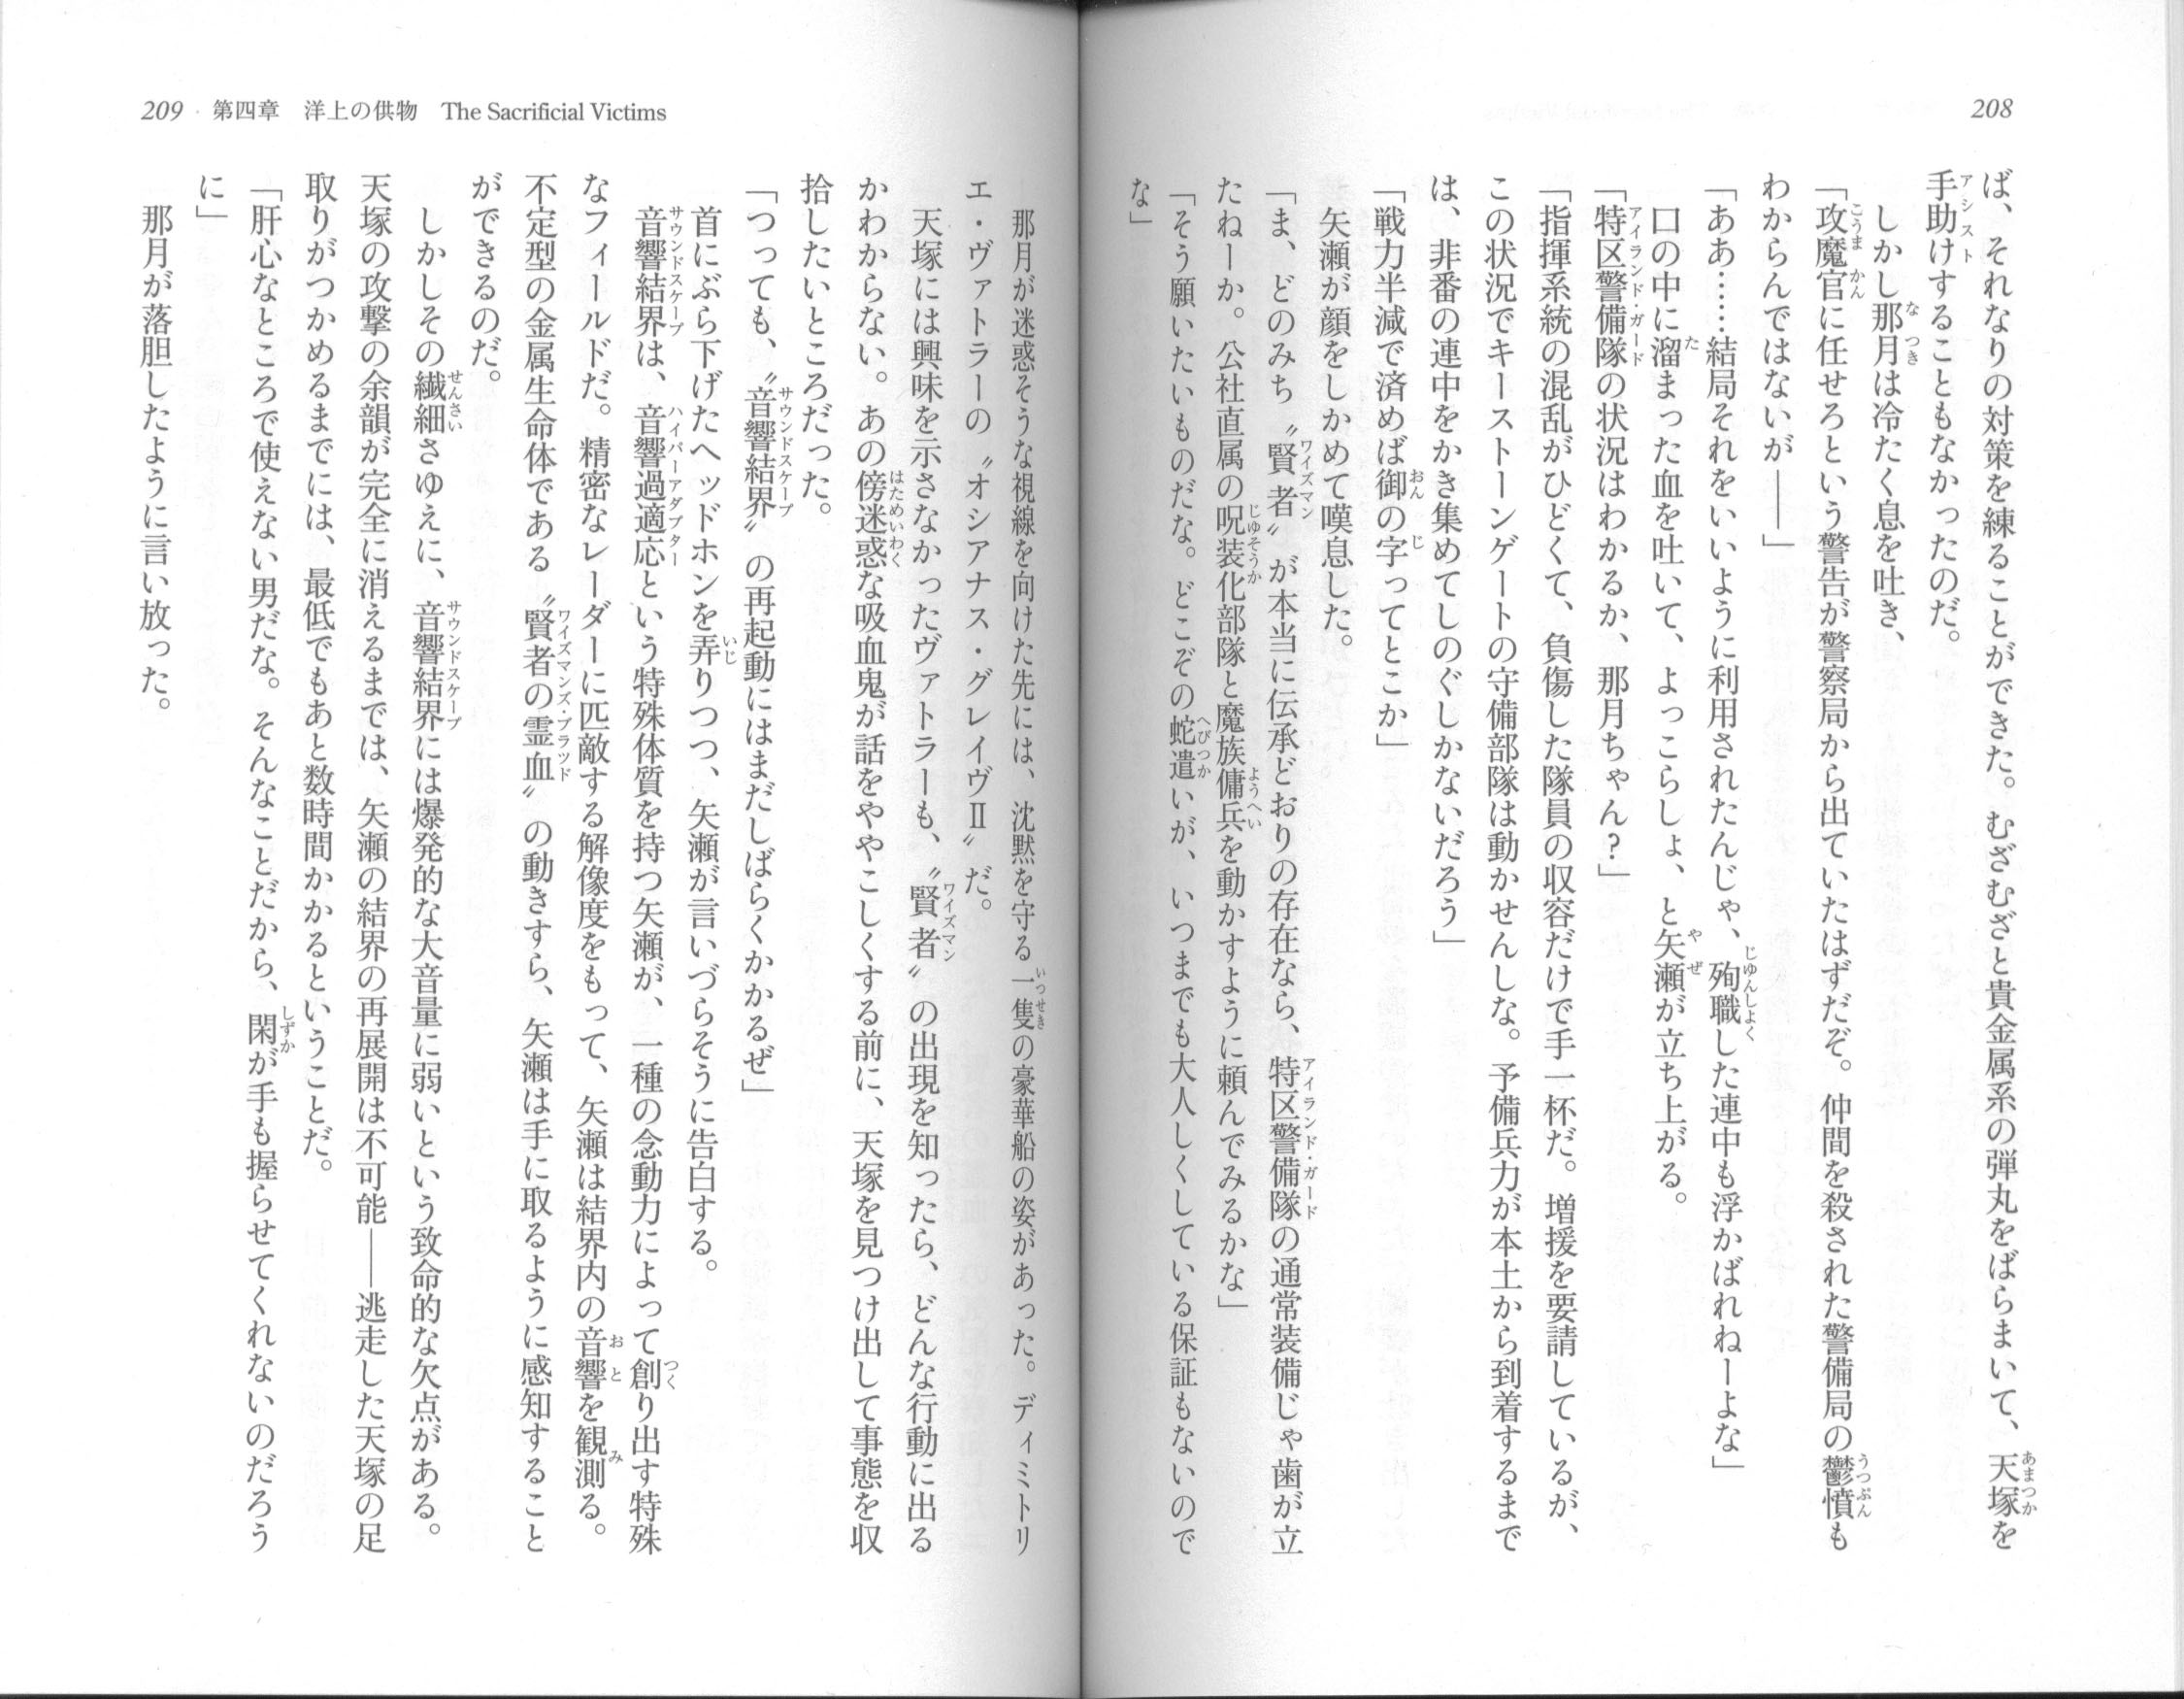 208
ば、それなりの対策を練ることができた。むざむざと貴金属系の弾丸をばらまいて、天塚を
手助けすることもなかったのだ。
しかし那月は冷たく息を吐き、
「攻魔官に任せろという警告が警察局から出ていたはずだぞ。仲間を殺された警備局の鬱憤も
わからんではないが――」
「ああ……結局それをいいように利用されたんじゃ、殉職した連中も浮かばれねーよな」
口の中に溜まった血を吐いて、よっこらしょ、と矢瀬が立ち上がる。
「特区警備隊の状況はわかるか、那月ちゃん？」
「指揮系統の混乱がひどくて、負傷した隊員の収容だけで手一杯だ。増援を要請しているが、
この状況でキーストーンゲートの守備部隊は動かせんしな。予備兵力が本土から到着するまで
は、非番の連中をかき集めてしのぐしかないだろう」
「戦力半減で済めば御の字ってとこか」
矢瀬が顔をしかめて嘆息した。
「ま、どのみち〝賢者〟が本当に伝承どおりの存在なら、特区警備隊の通常装備じゃ歯が立
たねーか。公社直属の呪装化部隊と魔族傭兵を動かすように頼んでみるかな」
「そう願いたいものだな。どこぞの蛇遣いが、いつまでも大人しくしている保証もないので
な」
209 第四章 洋上の供物 The Sacrificial Victims
那月が迷惑そうな視線を向けた先には、沈黙を守る一隻の豪華船の姿があった。ディミトリ
エ・ヴァトラーの〝オシアナス・グレイヴⅡ〟だ。
天塚には興味を示さなかったヴァトラーも、〝賢者〟の出現を知ったら、どんな行動に出る
かわからない。あの傍迷惑な吸血鬼が話をややこしくする前に、天塚を見つけ出して事態を収
拾したいところだった。
「つっても、〝音響結界〟の再起動にはまだしばらくかかるぜ」
首にぶら下げたヘッドホンを弄りつつ、矢瀬が言いづらそうに告白する。
音響結界は、音響過適応という特殊体質を持つ矢瀬が、一種の念動力によって創り出す特殊
なフィールドだ。精密なレーダーに匹敵する解像度をもって、矢瀬は結界内の音響を観測る。
不定型の金属生命体である〝賢者の霊血〟の動きすら、矢瀬は手に取るように感知すること
ができるのだ。
しかしその繊細さゆえに、音響結界には爆発的な大音量に弱いという致命的な欠点がある。
天塚の攻撃の余韻が完全に消えるまでは、矢瀬の結界の再展開は不可能――逃走した天塚の足
取りがつかめるまでには、最低でもあと数時間かかるということだ。
「肝心なところで使えない男だな。そんなことだから、閑が手も握らせてくれないのだろう
に」
那月が落胆したように言い放った。